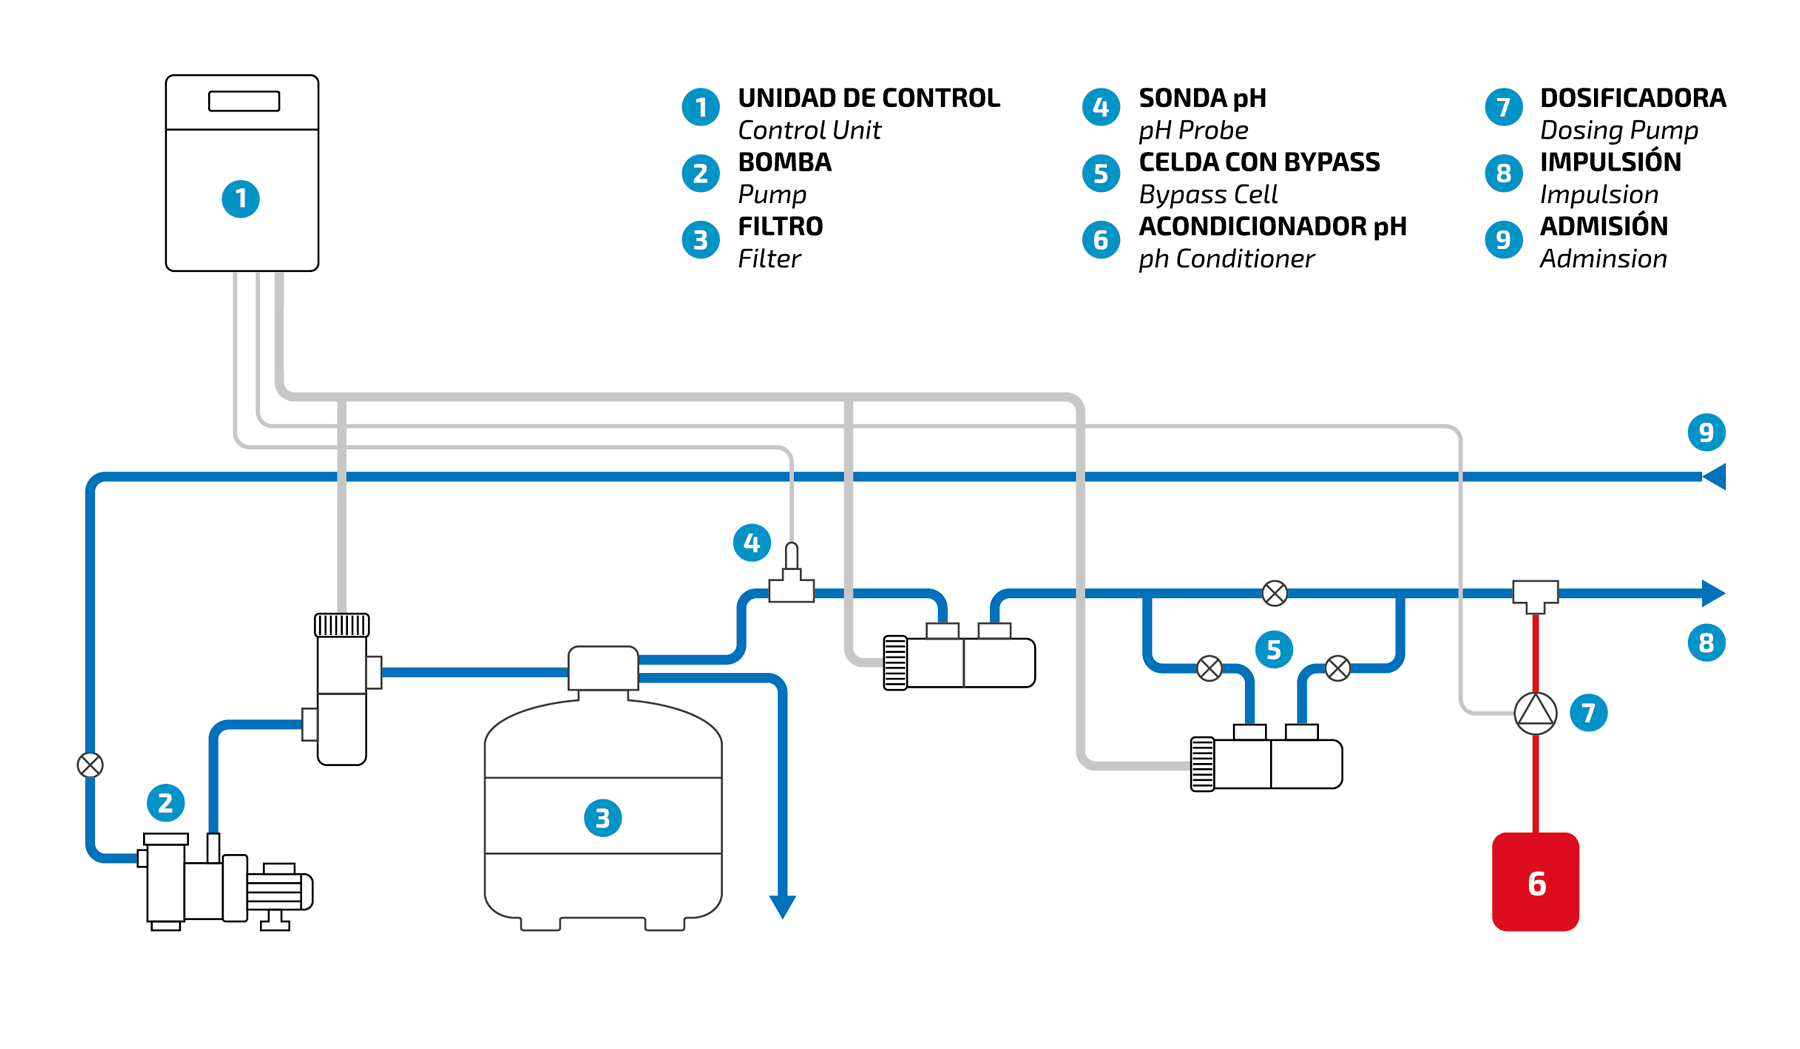 1 UNIDAD DE CONTROL
Control Unit
2 BOMBA
Pump
3 FILTRO
Filter
4 SONDA pH
pH Probe
5 CELDA CON BYPASS
Bypass Cell
6 ACONDICIONADOR pH
ph Conditioner
7 DOSIFICADORA
Dosing Pump
8 IMPULSIÓN
Impulsion
9 ADMISIÓN
Adminsion
1
9
4
8
5
7
2
3
6